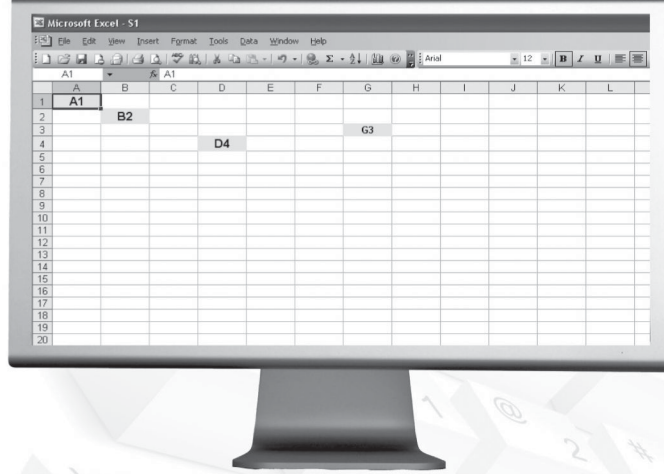 Microsoft Excel - S1
File Edit View Insert Format Tools Data Window Help
Arial 12 B I U
A1 fx A1
A B C D E F G H I J K L
1 A1
2 B2
3 G3
4 D4
5
6
7
8
9
10
11
12
13
14
15
16
17
18
19
20
1 @ 2 #